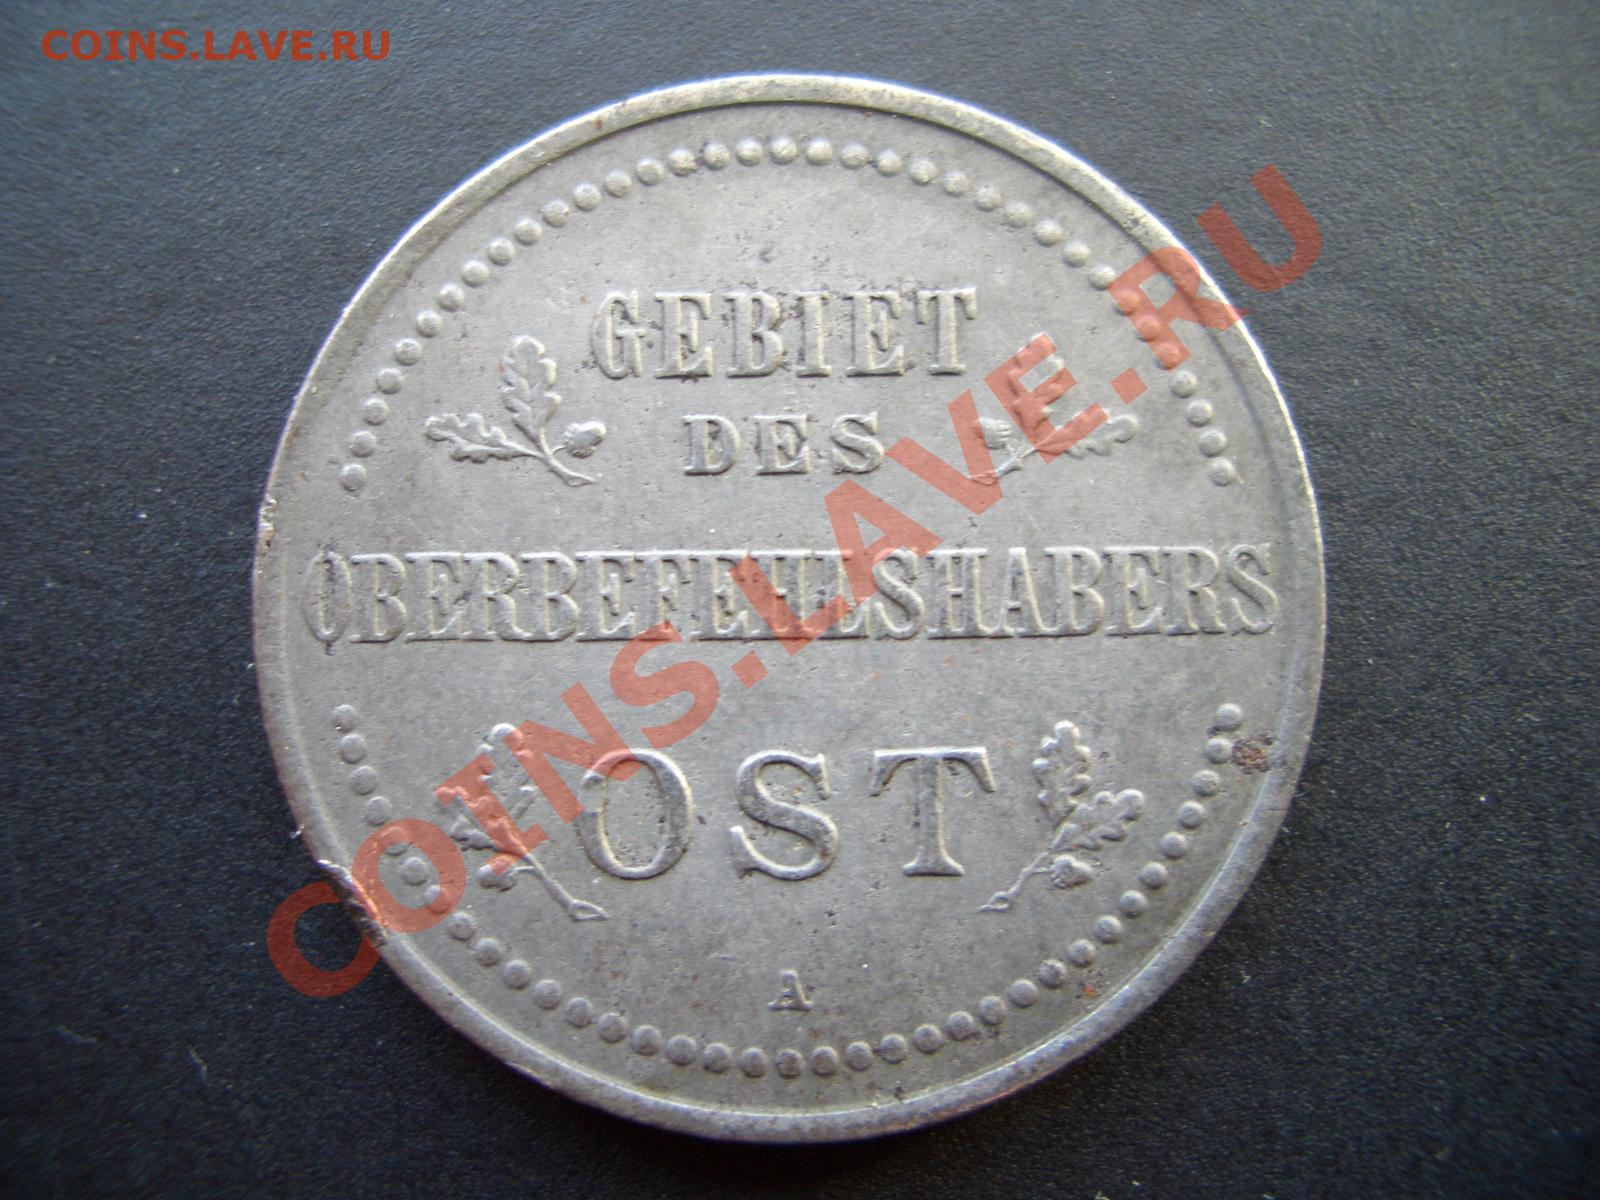 COINS.LAVE.RU
GEBIET
DES
OBERBEFEHLSHABERS
OST
A
COINS.LAVE.RU